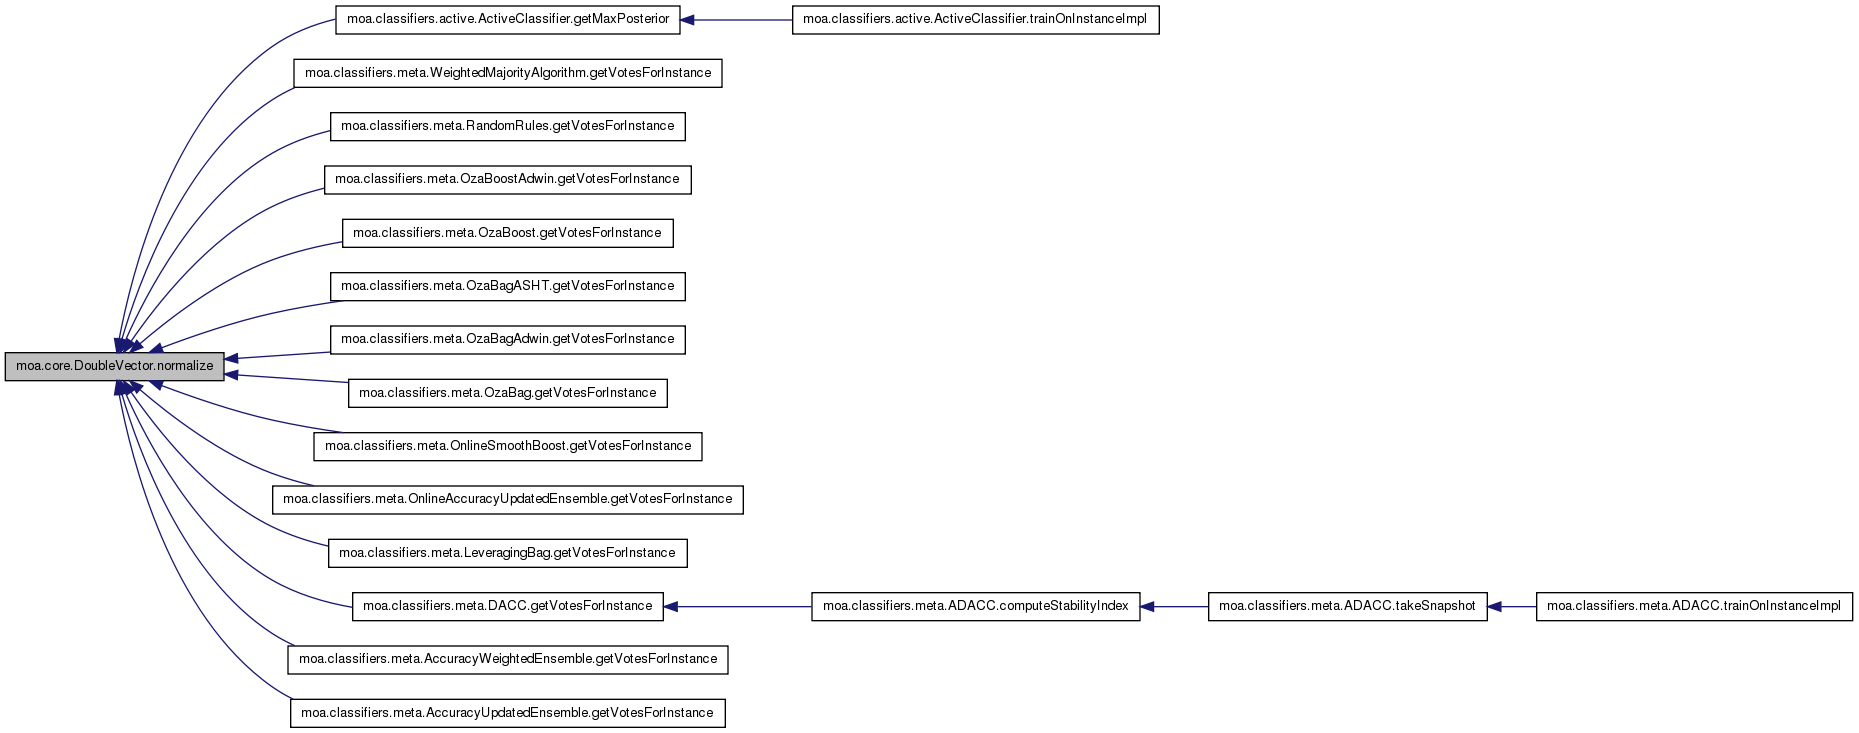 moa.classifiers.active.ActiveClassifier.getMaxPosterior
moa.classifiers.active.ActiveClassifier.trainOnInstanceImpl
moa.classifiers.meta.WeightedMajorityAlgorithm.getVotesForInstance
moa.classifiers.meta.RandomRules.getVotesForInstance
moa.classifiers.meta.OzaBoostAdwin.getVotesForInstance
moa.classifiers.meta.OzaBoost.getVotesForInstance
moa.classifiers.meta.OzaBagASHT.getVotesForInstance
moa.classifiers.meta.OzaBagAdwin.getVotesForInstance
moa.core.DoubleVector.normalize
moa.classifiers.meta.OzaBag.getVotesForInstance
moa.classifiers.meta.OnlineSmoothBoost.getVotesForInstance
moa.classifiers.meta.OnlineAccuracyUpdatedEnsemble.getVotesForInstance
moa.classifiers.meta.LeveragingBag.getVotesForInstance
moa.classifiers.meta.DACC.getVotesForInstance
moa.classifiers.meta.ADACC.computeStabilityIndex
moa.classifiers.meta.ADACC.takeSnapshot
moa.classifiers.meta.ADACC.trainOnInstanceImpl
moa.classifiers.meta.AccuracyWeightedEnsemble.getVotesForInstance
moa.classifiers.meta.AccuracyUpdatedEnsemble.getVotesForInstance